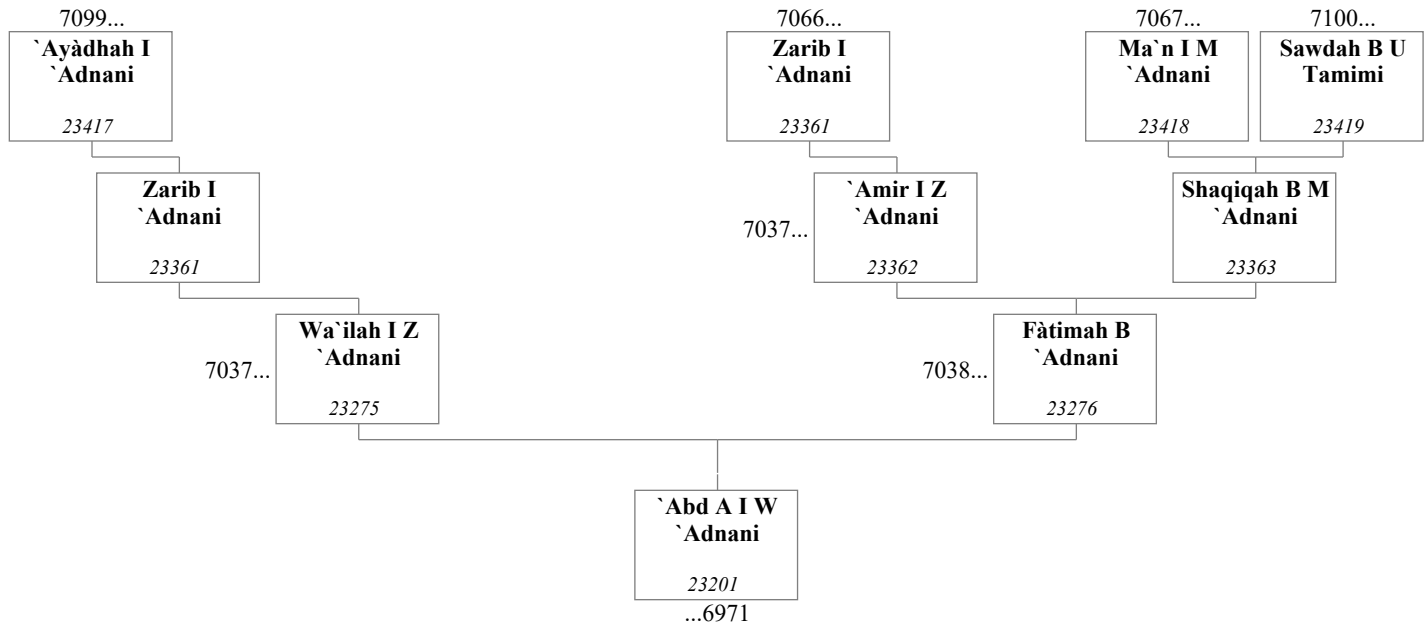 7099...
7066...
7067...
7100...
`Ayàdhah I
`Adnani
23417
Zarib I
`Adnani
23361
Ma`n I M
`Adnani
23418
Sawdah B U
Tamimi
23419
Zarib I
`Adnani
23361
7037...
`Amir I Z
`Adnani
23362
Shaqiqah B M
`Adnani
23363
7037...
Wa`ilah I Z
`Adnani
23275
7038...
Fàtimah B
`Adnani
23276
`Abd A I W
`Adnani
23201
...6971